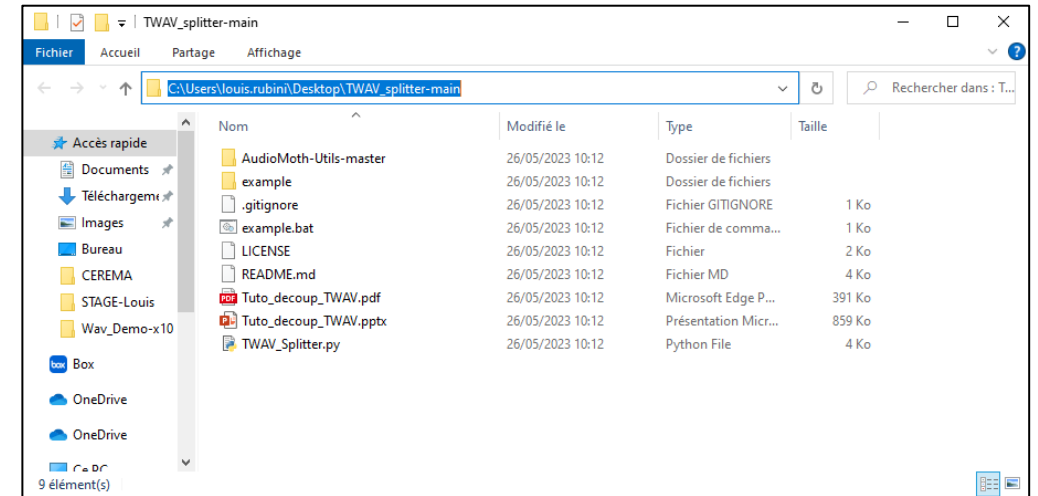 TWAV_splitter-main
Fichier Accueil Partage Affichage
C:\Users\louis.rubini\Desktop\TWAV_splitter-main
Rechercher dans : T...
Accès rapide
Documents
Téléchargeme
Images
Bureau
CEREMA
STAGE-Louis
Wav_Demo-x10
box Box
OneDrive
OneDrive
Ce PC
Nom Modifié le Type Taille
AudioMoth-Utils-master 26/05/2023 10:12 Dossier de fichiers
example 26/05/2023 10:12 Dossier de fichiers
.gitignore 26/05/2023 10:12 Fichier GITIGNORE 1 Ko
example.bat 26/05/2023 10:12 Fichier de comma... 1 Ko
LICENSE 26/05/2023 10:12 Fichier 2 Ko
README.md 26/05/2023 10:12 Fichier MD 4 Ko
PDF Tuto_decoup_TWAV.pdf 26/05/2023 10:12 Microsoft Edge P... 391 Ko
Tuto_decoup_TWAV.pptx 26/05/2023 10:12 Présentation Micr... 859 Ko
TWAV_Splitter.py 26/05/2023 10:12 Python File 4 Ko
9 élément(s)